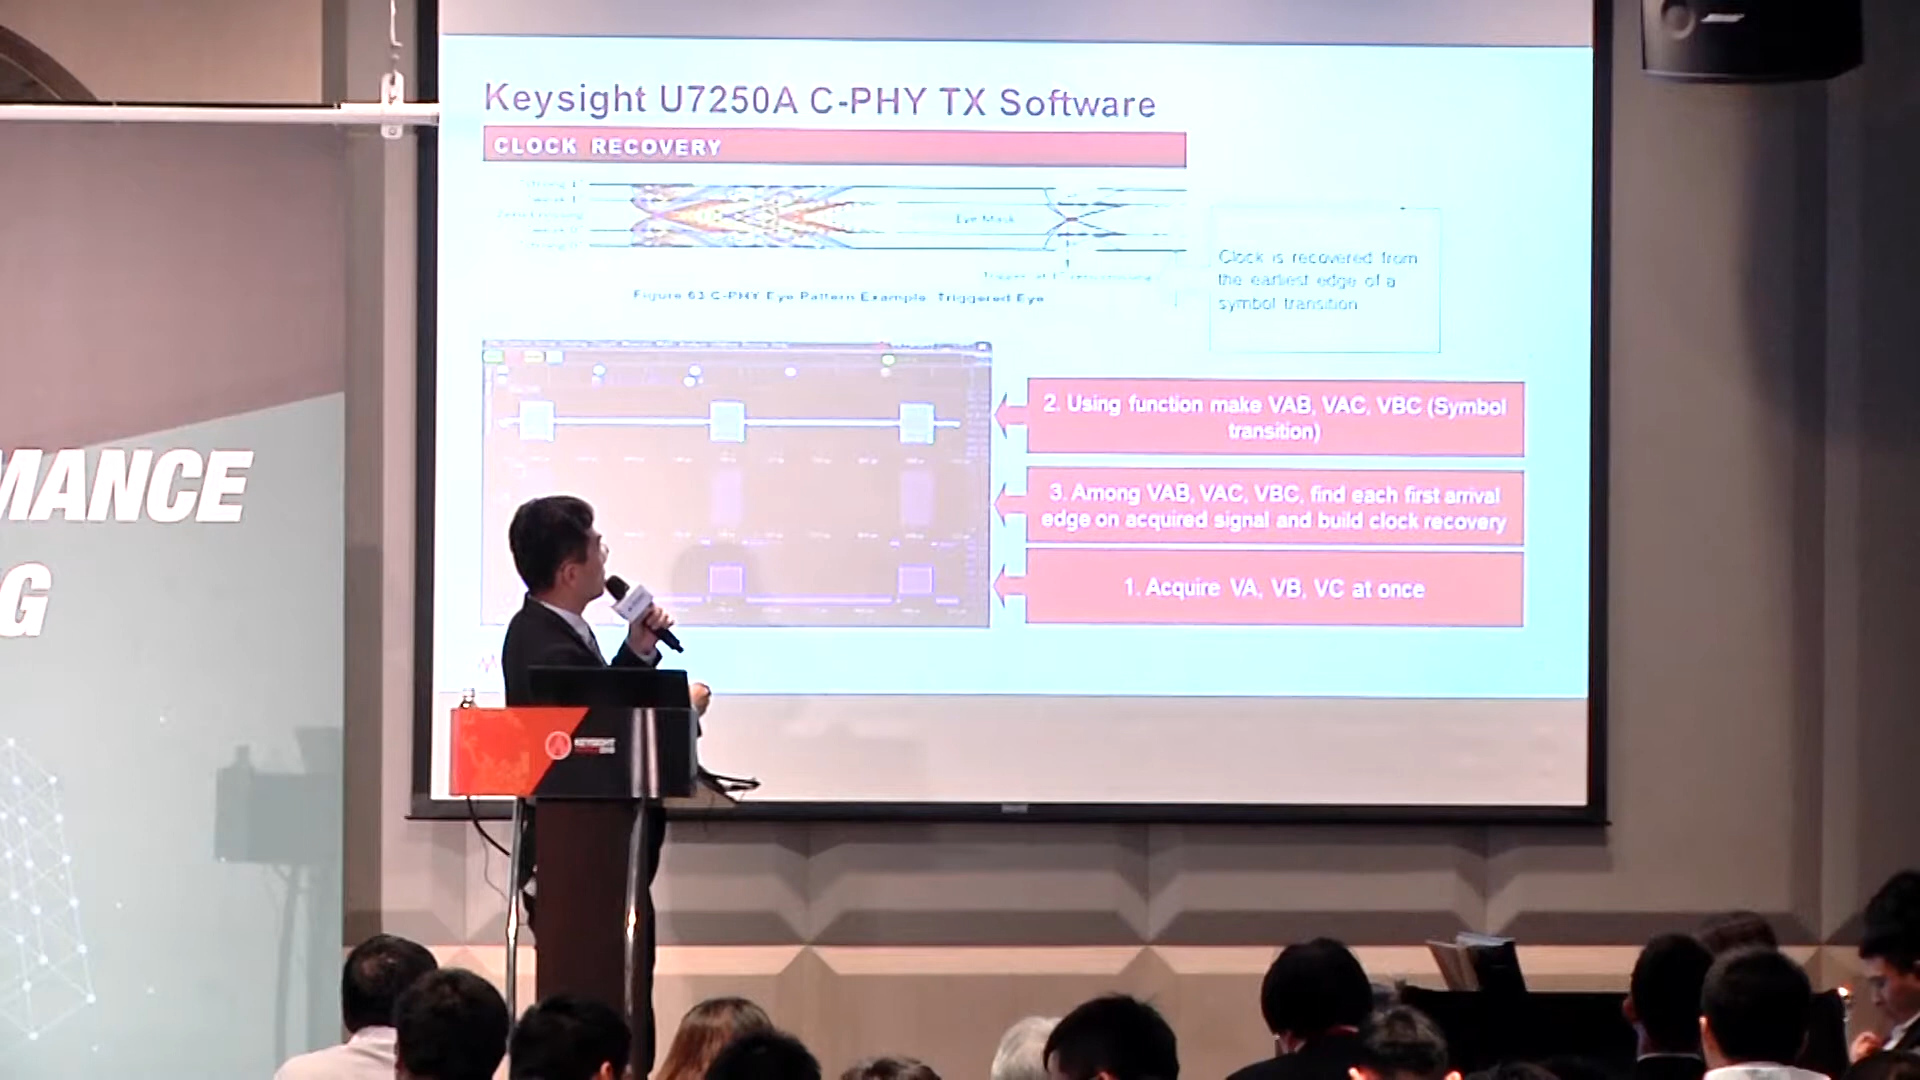 Keysight U7250A C-PHY TX Software
CLOCK RECOVERY
Eye Mask
Figure 63 C-PHY Eye Pattern Example: Triggered Eye
Clock is recovered from
the earliest edge of a
symbol transition
2. Using function make VAB, VAC, VBC (Symbol
transition)
3. Among VAB, VAC, VBC, find each first arrival
edge on acquired signal and build clock recovery
1. Acquire VA, VB, VC at once
MANCE
G
KEYSIGHT